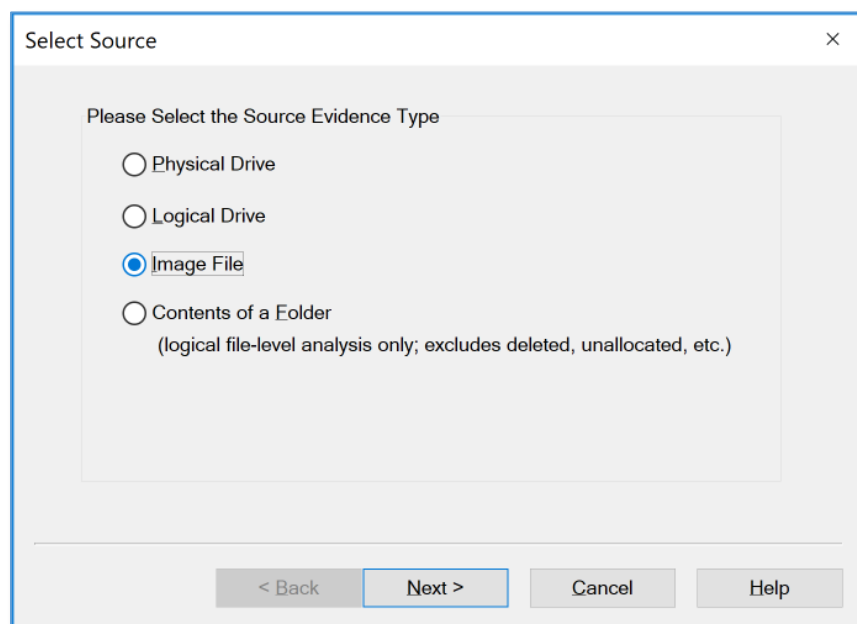 Select Source
Please Select the Source Evidence Type
Physical Drive
Logical Drive
Image File
Contents of a Folder
(logical file-level analysis only; excludes deleted, unallocated, etc.)
< Back Next > Cancel Help